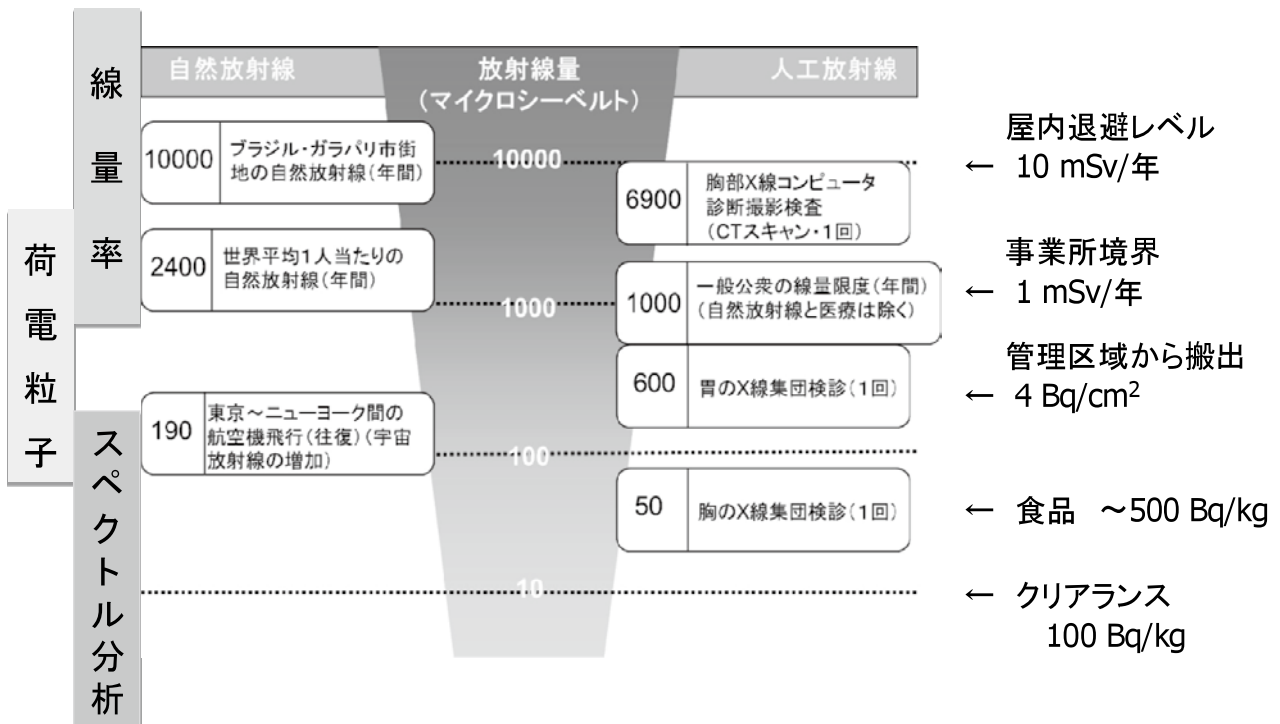 線量率
荷電粒子
スペクトル分析
自然放射線
放射線量
(マイクロシーベルト)
人工放射線
10000
ブラジル・ガラパリ市街
地の自然放射線(年間)
10000
6900
胸部X線コンピュータ
診断撮影検査
(CTスキャン・1回)
2400
世界平均1人当たりの
自然放射線(年間)
1000
1000
一般公衆の線量限度(年間)
(自然放射線と医療は除く)
600
胃のX線集団検診(1回)
190
東京～ニューヨーク間の
航空機飛行(往復)(宇宙
放射線の増加)
100
50
胸のX線集団検診(1回)
10
屋内退避レベル
← 10 mSv/年
事業所境界
← 1 mSv/年
管理区域から搬出
← 4 Bq/cm²
← 食品 ～500 Bq/kg
← クリアランス
100 Bq/kg